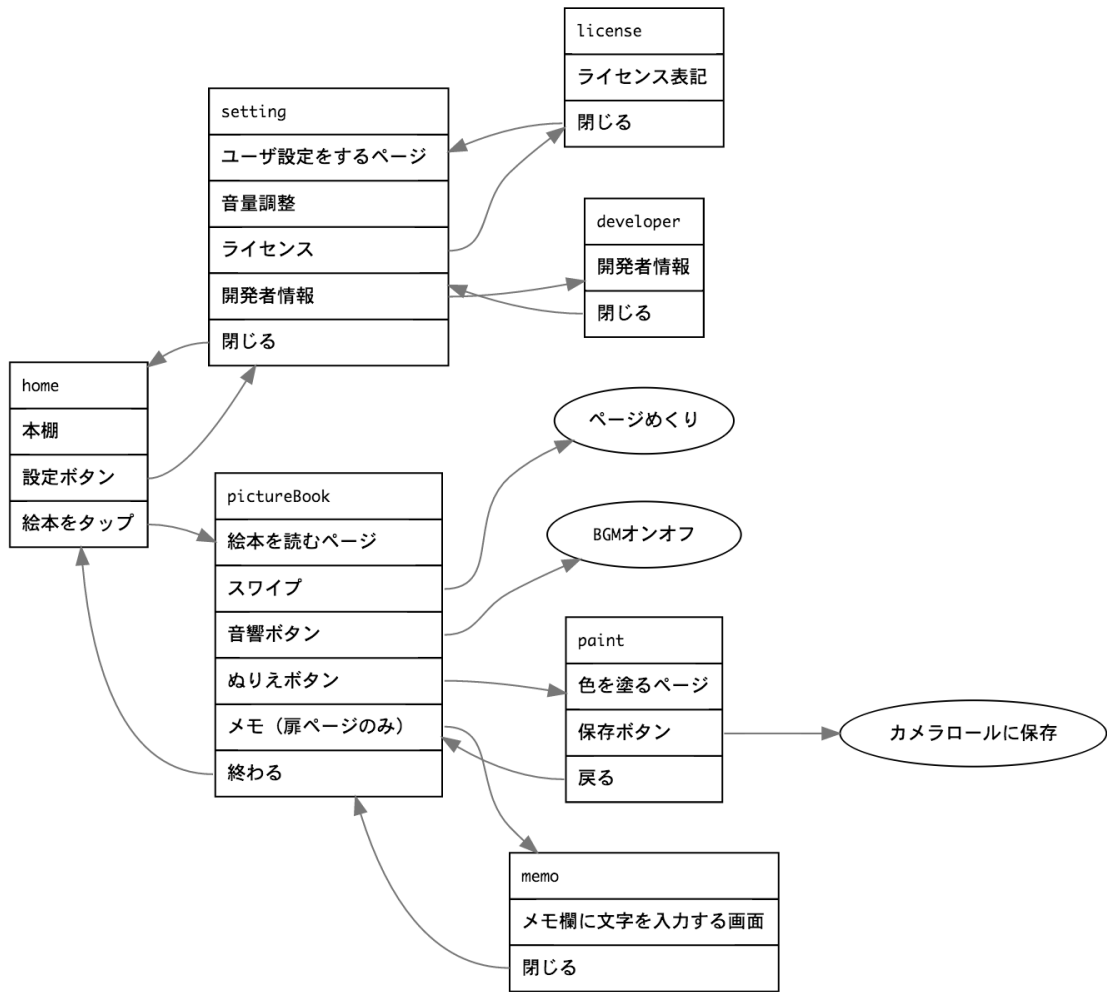 license
ライセンス表記
閉じる
setting
ユーザ設定をするページ
音量調整
ライセンス
開発者情報
閉じる
developer
開発者情報
閉じる
home
本棚
設定ボタン
絵本をタップ
ページめくり
pictureBook
絵本を読むページ
スワイプ
音響ボタン
ぬりえボタン
メモ（扉ページのみ）
終わる
BGMオンオフ
paint
色を塗るページ
保存ボタン
戻る
カメラロールに保存
memo
メモ欄に文字を入力する画面
閉じる